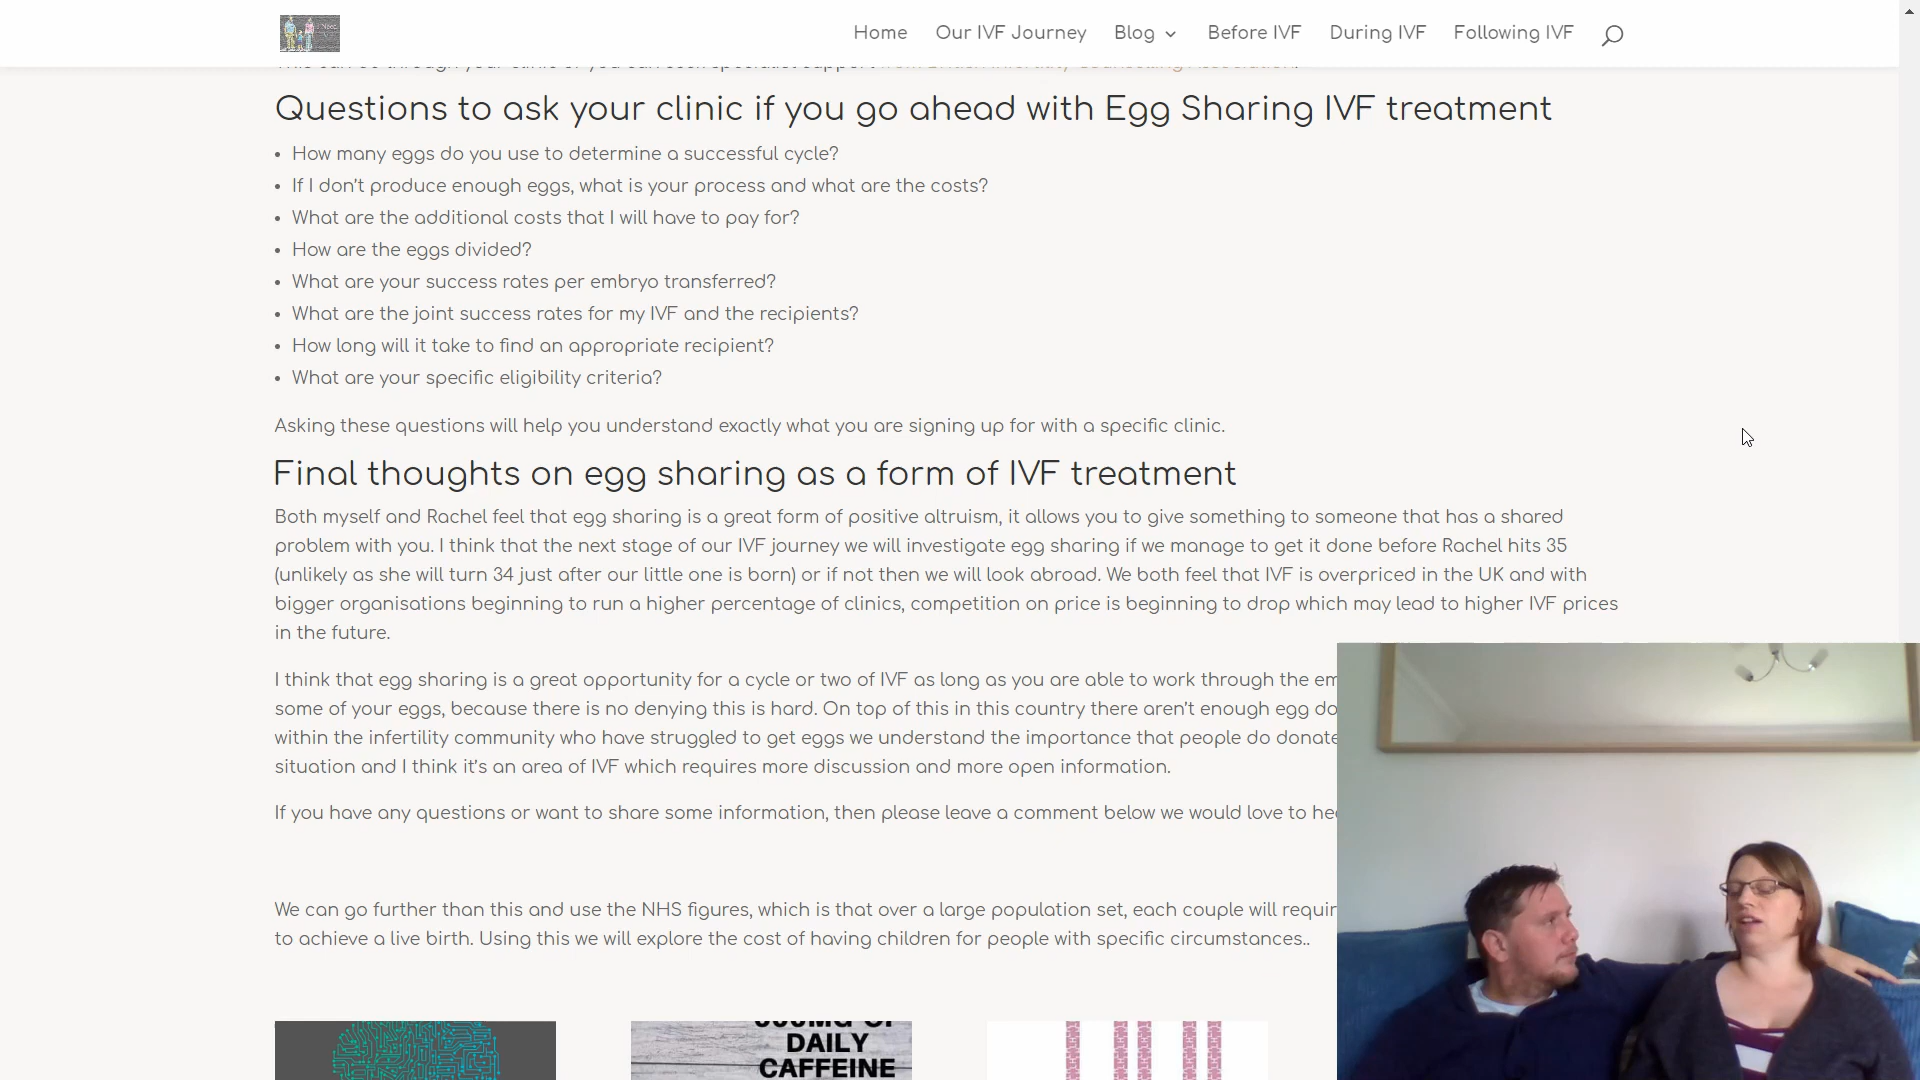 Home Our IVF Journey Blog Before IVF During IVF Following IVF
Questions to ask your clinic if you go ahead with Egg Sharing IVF treatment
• How many eggs do you use to determine a successful cycle?
• If I don't produce enough eggs, what is your process and what are the costs?
• What are the additional costs that I will have to pay for?
• How are the eggs divided?
• What are your success rates per embryo transferred?
• What are the joint success rates for my IVF and the recipients?
• How long will it take to find an appropriate recipient?
• What are your specific eligibility criteria?
Asking these questions will help you understand exactly what you are signing up for with a specific clinic.
Final thoughts on egg sharing as a form of IVF treatment
Both myself and Rachel feel that egg sharing is a great form of positive altruism, it allows you to give something to someone that has a shared
problem with you. I think that the next stage of our IVF journey we will investigate egg sharing if we manage to get it done before Rachel hits 35
(unlikely as she will turn 34 just after our little one is born) or if not then we will look abroad. We both feel that IVF is overpriced in the UK and with
bigger organisations beginning to run a higher percentage of clinics, competition on price is beginning to drop which may lead to higher IVF prices
in the future.
I think that egg sharing is a great opportunity for a cycle or two of IVF as long as you are able to work through the em
some of your eggs, because there is no denying this is hard. On top of this in this country there aren't enough egg do
within the infertility community who have struggled to get eggs we understand the importance that people do donate
situation and I think it's an area of IVF which requires more discussion and more open information.
If you have any questions or want to share some information, then please leave a comment below we would love to he
We can go further than this and use the NHS figures, which is that over a large population set, each couple will requir
to achieve a live birth. Using this we will explore the cost of having children for people with specific circumstances..
DAILY
CAFFEINE